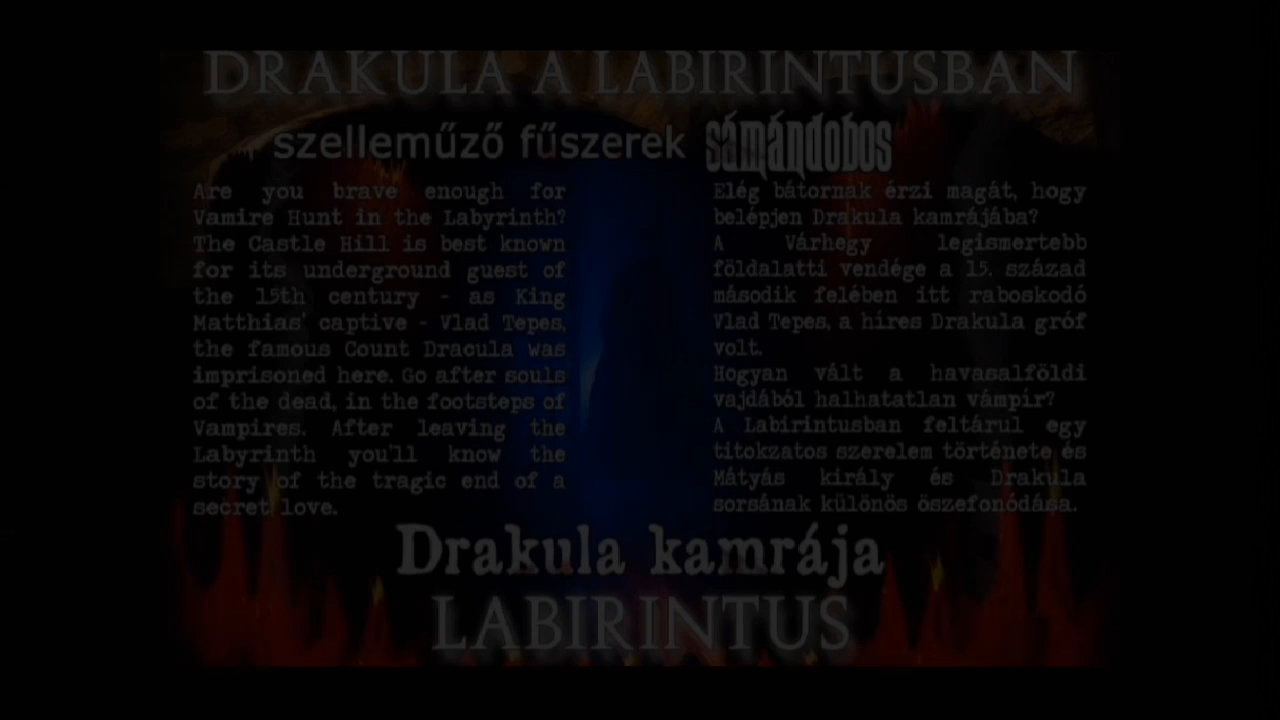 DRAKULA A LABIRINTUSBAN
szelleműző fűszerek sámándobos
Are you brave enough for
Vamire Hunt in the Labyrinth?
The Castle Hill is best known
for its underground guest of
the 15th century - as King
Matthias' captive - Vlad Tepes,
the famous Count Dracula was
imprisoned here. Go after souls
of the dead, in the footsteps of
Vampires. After leaving the
Labyrinth you'll know the
story of the tragic end of a
secret love.
Elég bátornak érzi magát, hogy
belépjen Drakula kamrájába?
A Várhegy legismertebb
földalatti vendége a 15. század
második felében itt raboskodó
Vlad Tepes, a híres Drakula gróf
volt.
Hogyan vált a havasalföldi
vajdából halhatatlan vámpír?
A Labirintusban feltárul egy
titokzatos szerelem története és
Mátyás király és Drakula
sorsának különös öszefonódása.
Drakula kamrája
LABIRINTUS